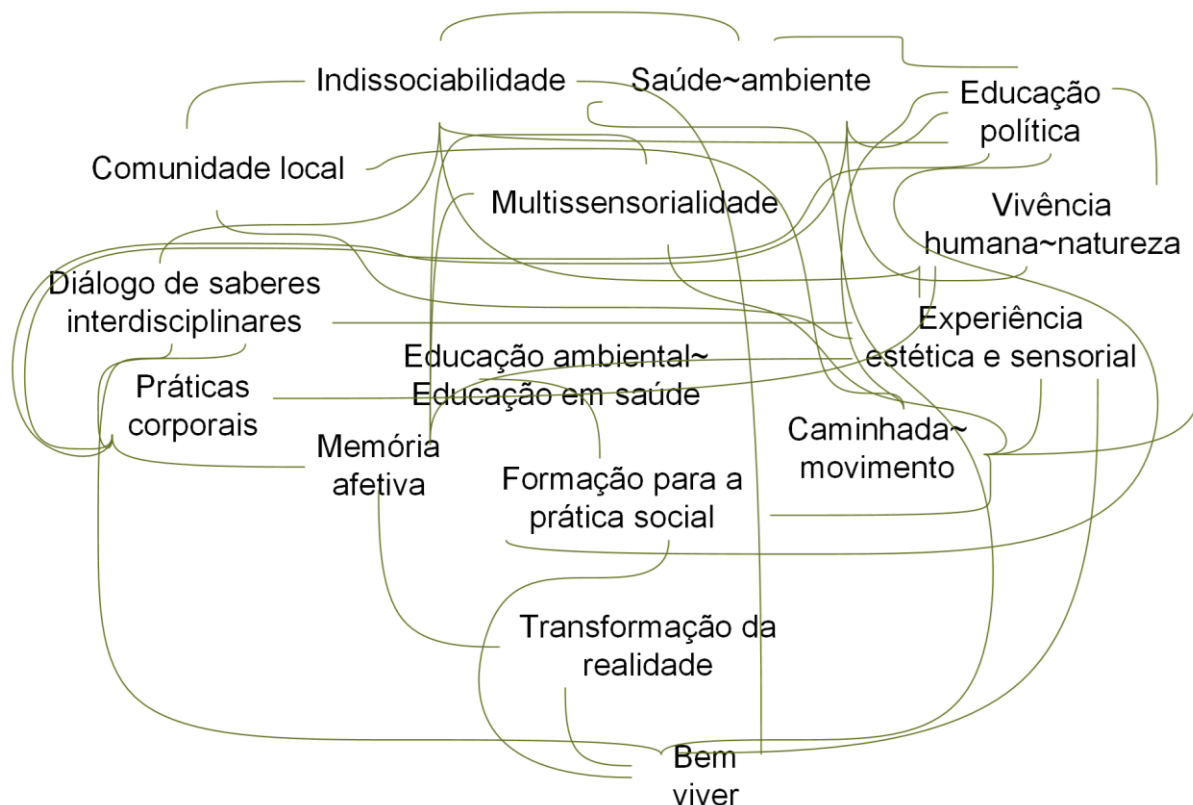 Indissociabilidade
Saúde~ambiente
Educação
política
Comunidade local
Multissensorialidade
Vivência
humana~natureza
Diálogo de saberes
interdisciplinares
Experiência
estética e sensorial
Educação ambiental~
Educação em saúde
Práticas
corporais
Caminhada~
movimento
Memória
afetiva
Formação para a
prática social
Transformação da
realidade
Bem
viver